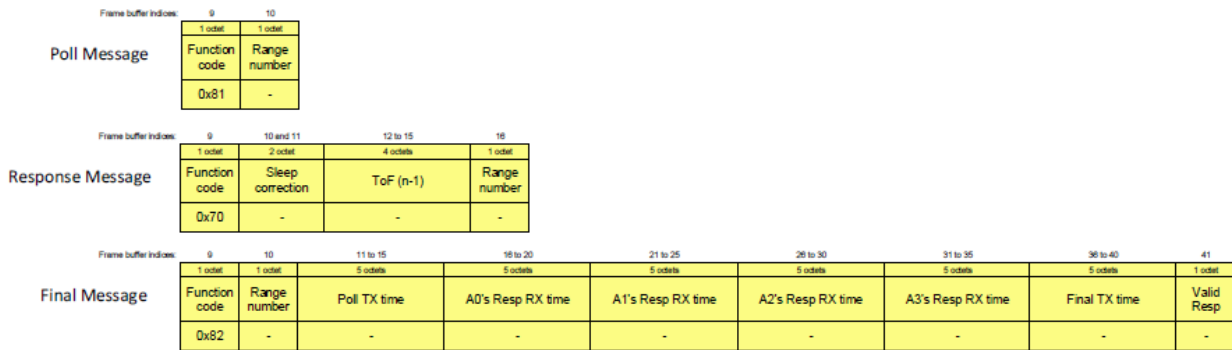 Frame buffer indices: 9 10
1 octet 1 octet
Poll Message
Function code Range number
0x81 -
Frame buffer indices: 9 10 and 11 12 to 15 16
1 octet 2 octet 4 octets 1 octet
Response Message
Function code Sleep correction ToF (n-1) Range number
0x70 - - -
Frame buffer indices: 9 10 11 to 15 16 to 20 21 to 25 26 to 30 31 to 35 36 to 40 41
1 octet 1 octet 5 octets 5 octets 5 octets 5 octets 5 octets 5 octets 1 octet
Final Message
Function code Range number Poll TX time A0's Resp RX time A1's Resp RX time A2's Resp RX time A3's Resp RX time Final TX time Valid Resp
0x82 - - - - - - - -